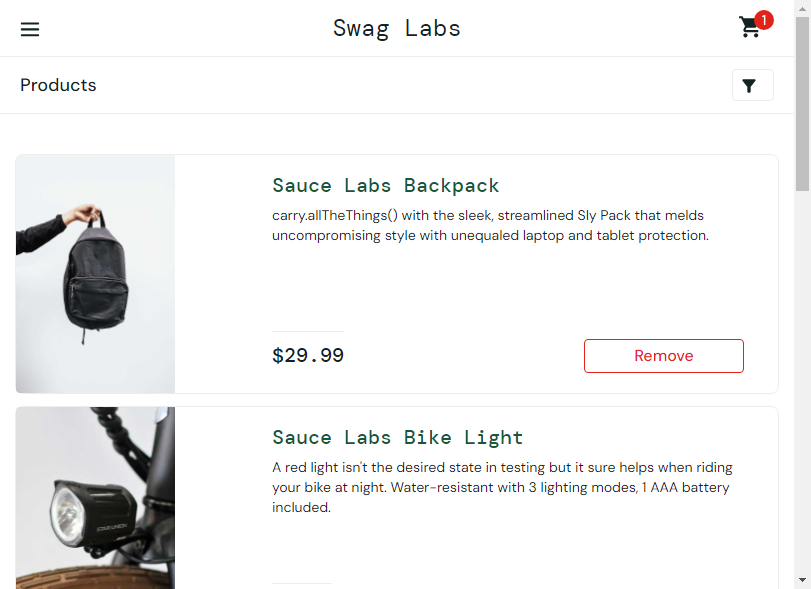 Swag Labs
1
Products
Sauce Labs Backpack
carry.allTheThings() with the sleek, streamlined Sly Pack that melds
uncompromising style with unequaled laptop and tablet protection.
$29.99
Remove
Sauce Labs Bike Light
A red light isn't the desired state in testing but it sure helps when riding
your bike at night. Water-resistant with 3 lighting modes, 1 AAA battery
included.